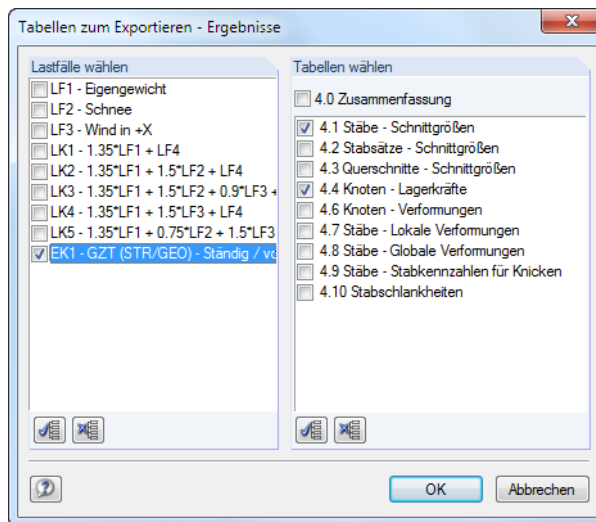 Tabellen zum Exportieren - Ergebnisse
Lastfälle wählen
LF1 - Eigengewicht
LF2 - Schnee
LF3 - Wind in +X
LK1 - 1.35*LF1 + LF4
LK2 - 1.35*LF1 + 1.5*LF2 + LF4
LK3 - 1.35*LF1 + 1.5*LF2 + 0.9*LF3 +
LK4 - 1.35*LF1 + 1.5*LF3 + LF4
LK5 - 1.35*LF1 + 0.75*LF2 + 1.5*LF3
EK1 - GZT (STR/GEO) - Ständig /
Tabellen wählen
4.0 Zusammenfassung
4.1 Stäbe - Schnittgrößen
4.2 Stabsätze - Schnittgrößen
4.3 Querschnitte - Schnittgrößen
4.4 Knoten - Lagerkräfte
4.6 Knoten - Verformungen
4.7 Stäbe - Lokale Verformungen
4.8 Stäbe - Globale Verformungen
4.9 Stäbe - Stabkennzahlen für Knicken
4.10 Stabschlankheiten
OK
Abbrechen